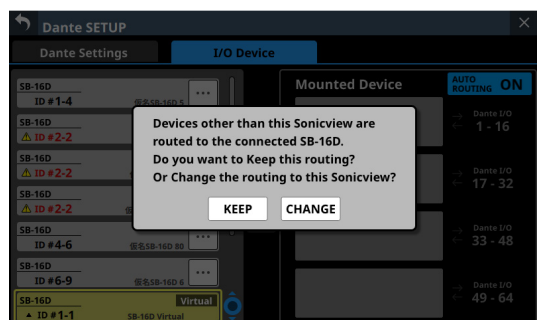 Dante SETUP
Dante Settings
I/O Device
SB-16D
ID #1-4
仮名SB-16D 5
...
SB-16D
ID #2-2
SB-16D
ID #2-2
SB-16D
ID #2-2
SB-16D
ID #4-6
仮名SB-16D 80
...
SB-16D
ID #6-9
仮名SB-16D 6
...
SB-16D
Virtual
ID #1-1
SB-16D Virtual
Mounted Device
AUTO
ROUTING ON
Dante I/O
1 - 16
Dante I/O
17 - 32
Dante I/O
33 - 48
Dante I/O
49 - 64
Devices other than this Sonicview are
routed to the connected SB-16D.
Do you want to Keep this routing?
Or Change the routing to this Sonicview?
KEEP
CHANGE